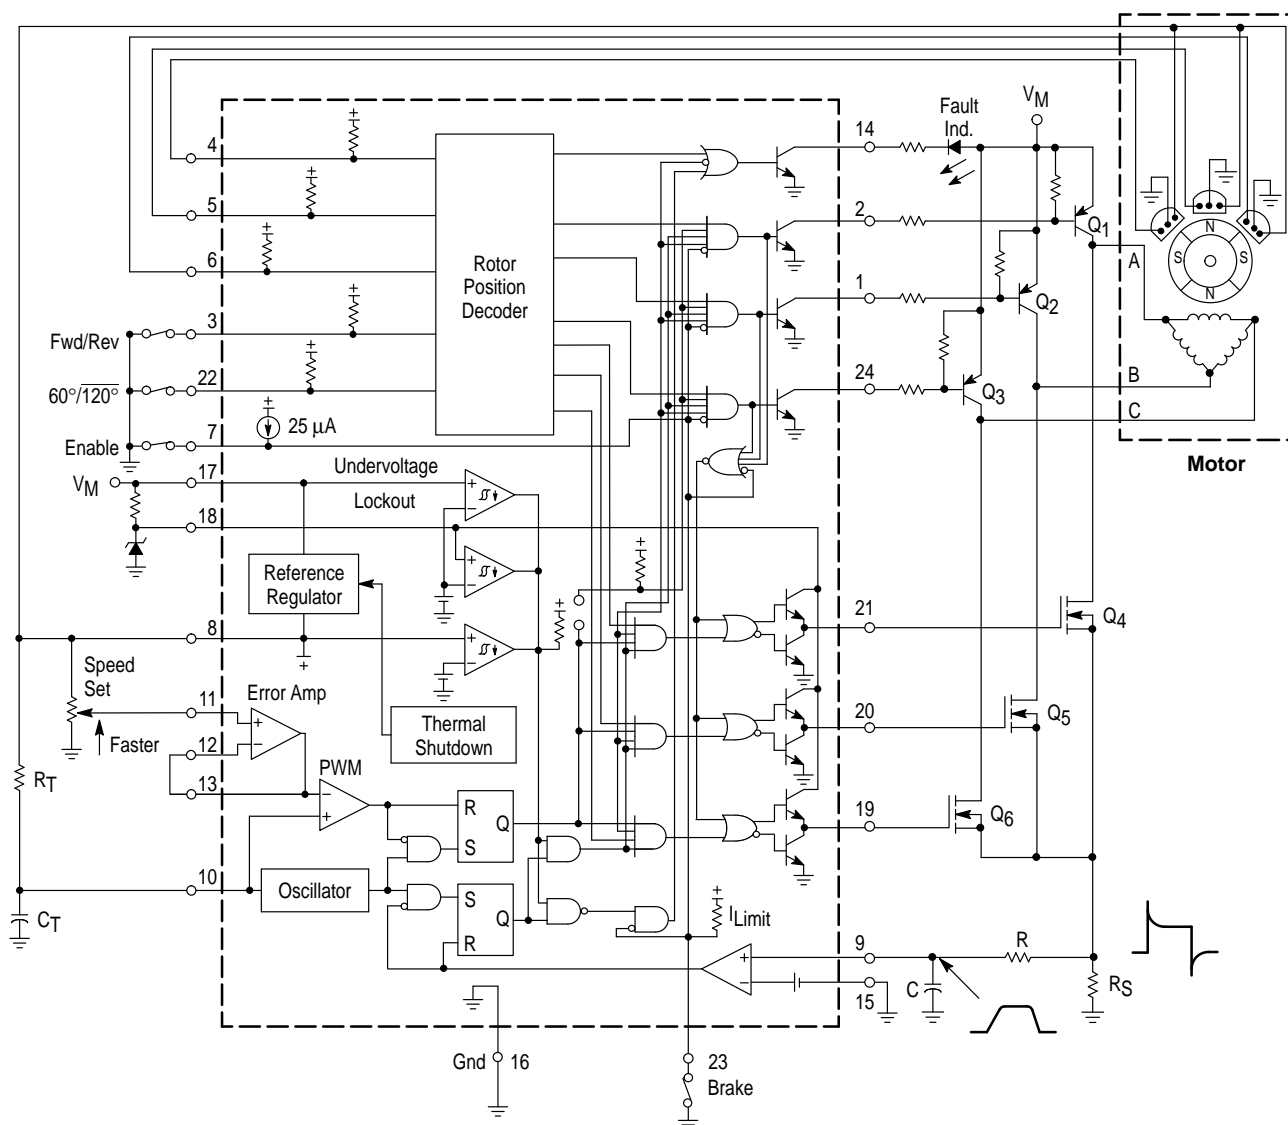 VM
Fault
Ind.
14
4
5
2
N
S
S
N
Q1
A
6
Rotor
Position
Decoder
1
Q2
3
Fwd/Rev
22
60°/120°
24
Q3
B
C
7
25 μA
Enable
Motor
17
VM
Undervoltage
Lockout
18
Reference
Regulator
21
Q4
8
Speed
Set
11
Error Amp
Thermal
Shutdown
20
Q5
Faster
12
13
PWM
RT
R
Q
S
19
Q6
10
Oscillator
S
Q
R
CT
ILimit
9
R
C
15
RS
Gnd
16
23
Brake